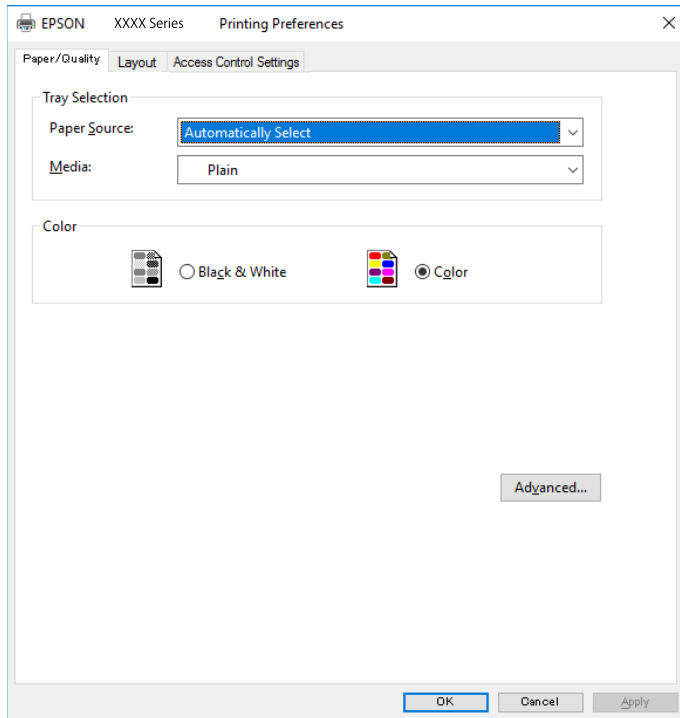 EPSON XXXX Series Printing Preferences
Paper/Quality Layout Access Control Settings
Tray Selection
Paper Source: Automatically Select
Media: Plain
Color
Black & White Color
Advanced...
OK Cancel Apply